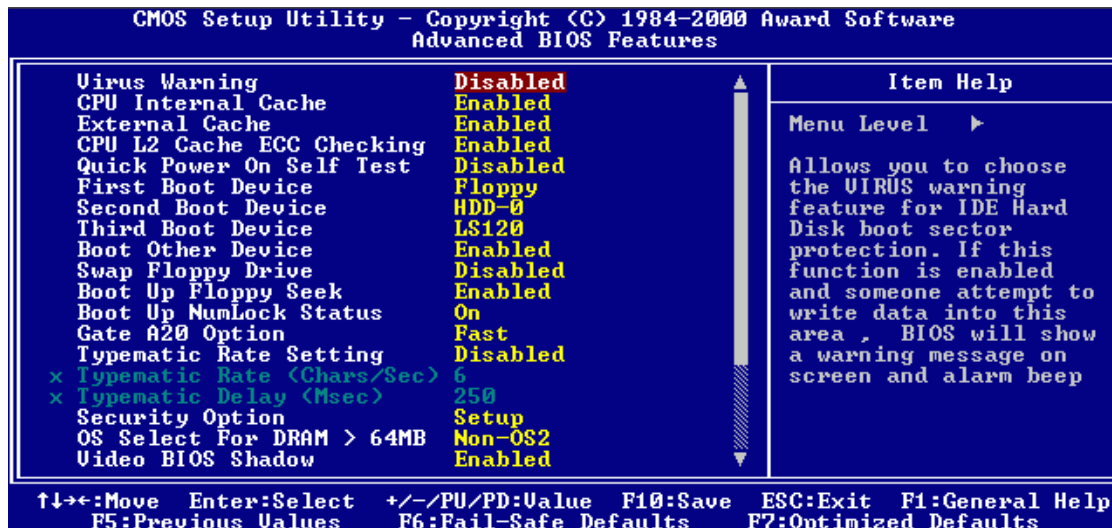 CMOS Setup Utility – Copyright (C) 1984–2000 Award Software
Advanced BIOS Features
Virus Warning Disabled
CPU Internal Cache Enabled
External Cache Enabled
CPU L2 Cache ECC Checking Enabled
Quick Power On Self Test Disabled
First Boot Device Floppy
Second Boot Device HDD-0
Third Boot Device LS120
Boot Other Device Enabled
Swap Floppy Drive Disabled
Boot Up Floppy Seek Enabled
Boot Up NumLock Status On
Gate A20 Option Fast
Typematic Rate Setting Disabled
x Typematic Rate (Chars/Sec) 6
x Typematic Delay (Msec) 250
Security Option Setup
OS Select For DRAM > 64MB Non-OS2
Video BIOS Shadow Enabled
Item Help
Menu Level ►
Allows you to choose
the VIRUS warning
feature for IDE Hard
Disk boot sector
protection. If this
function is enabled
and someone attempt to
write data into this
area , BIOS will show
a warning message on
screen and alarm beep
↑↓→←:Move Enter:Select +/-/PU/PD:Value F10:Save ESC:Exit F1:General Help
F5:Previous Values F6:Fail-Safe Defaults F7:Optimized Defaults